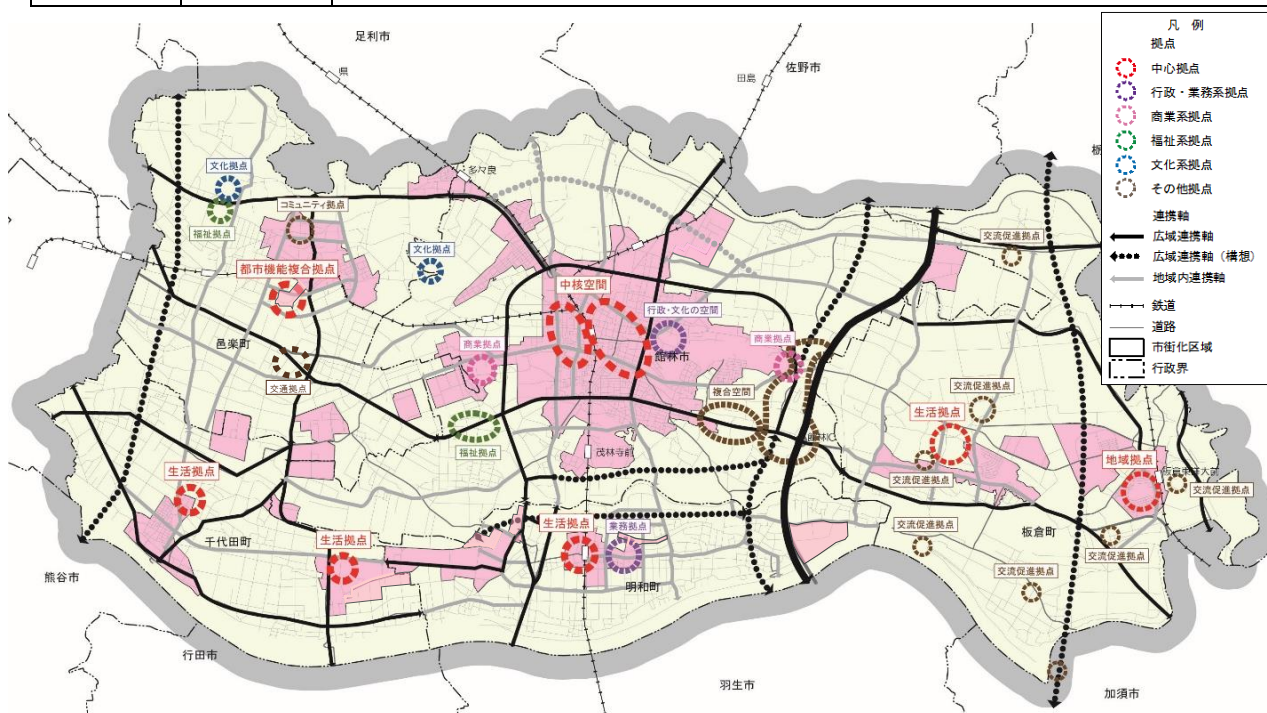 凡 例
拠点
中心拠点
行政・業務系拠点
商業系拠点
福祉系拠点
文化系拠点
その他拠点
連携軸
広域連携軸
広域連携軸（構想）
地域内連携軸
鉄道
道路
市街化区域
行政界
足利市
佐野市
県
田島
多々良
文化拠点
福祉拠点
コミュニティ拠点
都市機能複合拠点
文化拠点
交流促進拠点
中核空間
行政・文化の空間
邑楽町
商業拠点
館林市
商業拠点
交通拠点
複合空間
交流促進拠点
生活拠点
福祉拠点
茂林寺前
館林IC
地域拠点
生活拠点
交流促進拠点
板倉東洋大前
交流促進拠点
生活拠点
生活拠点
業務拠点
交流促進拠点
板倉町
交流促進拠点
千代田町
熊谷市
明和町
交流促進拠点
行田市
羽生市
加須市